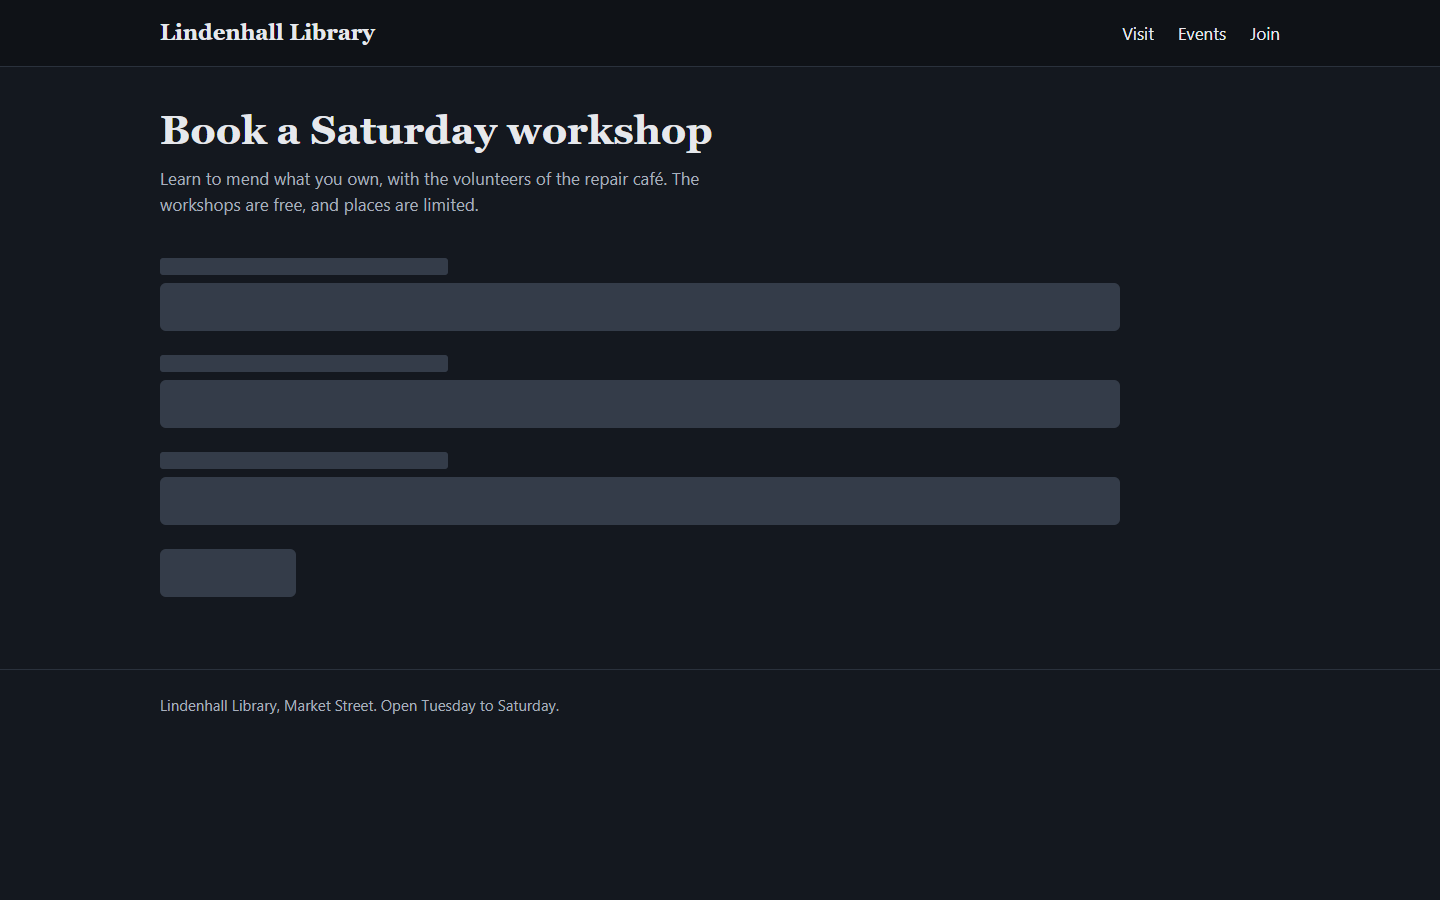 Lindenhall Library
Visit Events Join
Book a Saturday workshop
Learn to mend what you own, with the volunteers of the repair café. The
workshops are free, and places are limited.
Lindenhall Library, Market Street. Open Tuesday to Saturday.